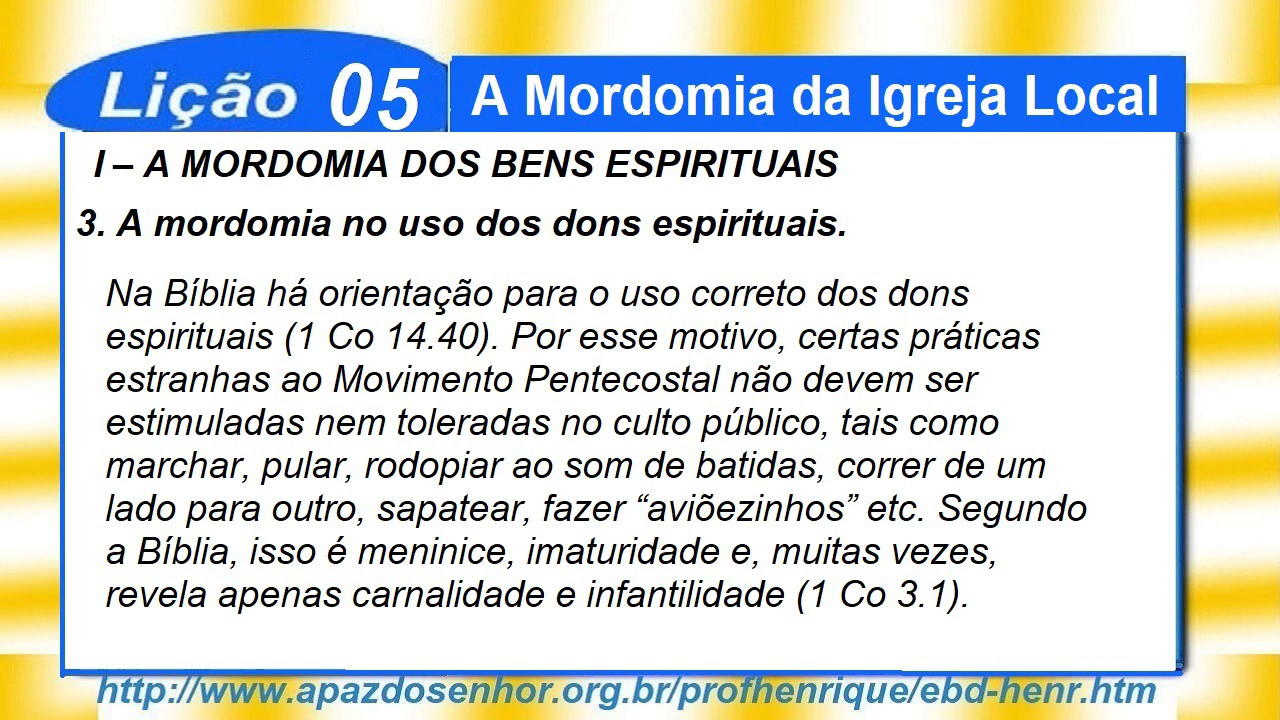 Lição 05 A Mordomia da Igreja Local
I – A MORDOMIA DOS BENS ESPIRITUAIS
3. A mordomia no uso dos dons espirituais.
Na Bíblia há orientação para o uso correto dos dons
espirituais (1 Co 14.40). Por esse motivo, certas práticas
estranhas ao Movimento Pentecostal não devem ser
estimuladas nem toleradas no culto público, tais como
marchar, pular, rodopiar ao som de batidas, correr de um
lado para outro, sapatear, fazer “aviõezinhos” etc. Segundo
a Bíblia, isso é meninice, imaturidade e, muitas vezes,
revela apenas carnalidade e infantilidade (1 Co 3.1).
http://www.apazdosenhor.org.br/profhenrique/ebd-henr.htm